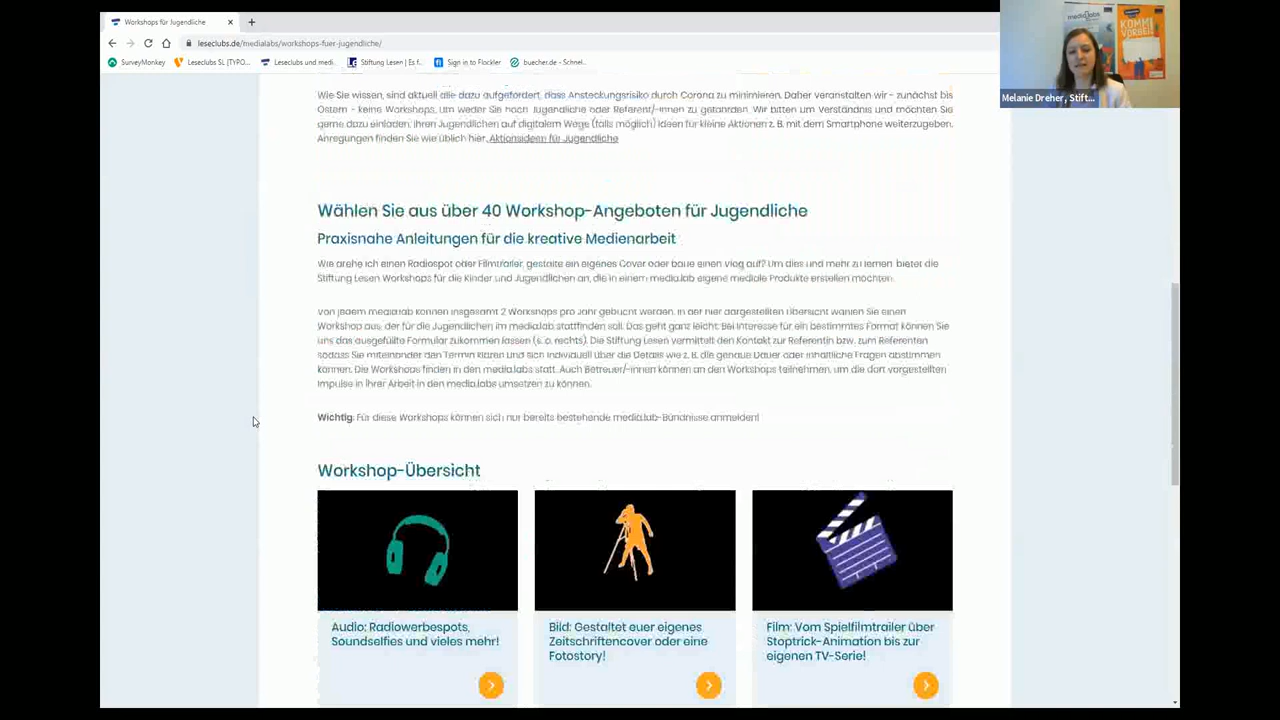 Workshops für Jugendliche
leseclubs.de/medialabs/workshops-fuer-jugendliche/
SurveyMonkey
Leseclubs SL (TYPO...
Leseclubs und medi...
Stiftung Lesen | Es f...
Sign in to Flockler
buecher.de - Schnel...
media.labs
KOMM VORBEI!
Melanie Dreher, Stift...
Wie Sie wissen, sind aktuell alle dazu aufgefordert, dass Ansteckungsrisiko durch Corona zu minimieren. Daher veranstalten wir - zunächst bis
Ostern - keine Workshops, um weder Sie noch Jugendliche oder Referent/-innen zu gefährden. Wir bitten um Verständnis und möchten Sie
gerne dazu einladen, Ihren Jugendlichen auf digitalem Wege (falls möglich) Ideen für kleine Aktionen z. B. mit dem Smartphone weiterzugeben.
Anregungen finden Sie wie üblich hier. Aktionsideen für Jugendliche
Wählen Sie aus über 40 Workshop-Angeboten für Jugendliche
Praxisnahe Anleitungen für die kreative Medienarbeit
Wie drehe ich einen Radiospot oder Filmtrailer, gestalte ein eigenes Cover oder baue einen Vlog auf? Um dies und mehr zu lernen bietet die
Stiftung Lesen Workshops für die Kinder und Jugendlichen an, die in einem media.lab eigene mediale Produkte erstellen möchten.
Von jedem media.lab können insgesamt 2 Workshops pro Jahr gebucht werden. In der hier dargestellten Übersicht wählen Sie einen
Workshop aus, der für die Jugendlichen im media.lab stattfinden soll. Das geht ganz leicht: Bei Interesse für ein bestimmtes Format können Sie
uns das ausgefüllte Formular zukommen lassen (s. o. rechts). Die Stiftung Lesen vermittelt den Kontakt zur Referentin bzw. zum Referenten
sodass Sie miteinander den Termin klären und sich individuell über die Details wie z. B. die genaue Dauer oder inhaltliche Fragen abstimmen
können. Die Workshops finden in den media.labs statt. Auch Betreuer/-innen können an den Workshops teilnehmen, um die dort vorgestellten
Impulse in ihrer Arbeit in den media.labs umsetzen zu können.
Wichtig: Für diese Workshops können sich nur bereits bestehende media.lab-Bündnisse anmelden!
Workshop-Übersicht
Audio: Radiowerbespots,
Soundselfies und vieles mehr!
Bild: Gestaltet euer eigenes
Zeitschriftencover oder eine
Fotostory!
Film: Vom Spielfilmtrailer über
Stoptrick-Animation bis zur
eigenen TV-Serie!